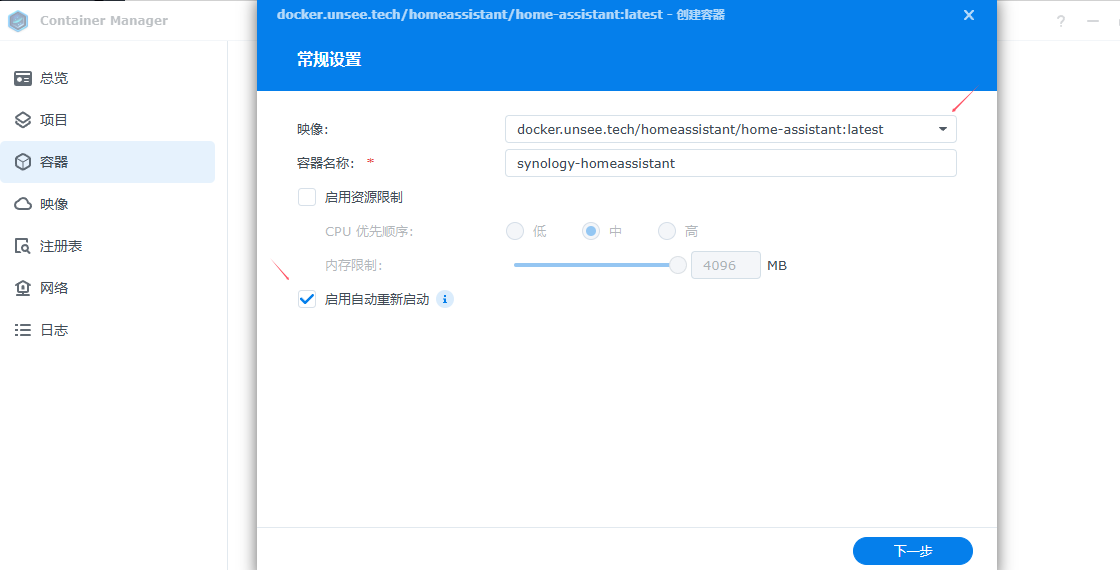 Container Manager
总览
项目
容器
映像
注册表
网络
日志
docker.unsee.tech/homeassistant/home-assistant:latest - 创建容器
常规设置
映像: docker.unsee.tech/homeassistant/home-assistant:latest
容器名称: * synology-homeassistant
启用资源限制
CPU 优先顺序: 低 中 高
内存限制: 4096 MB
启用自动重新启动
下一步